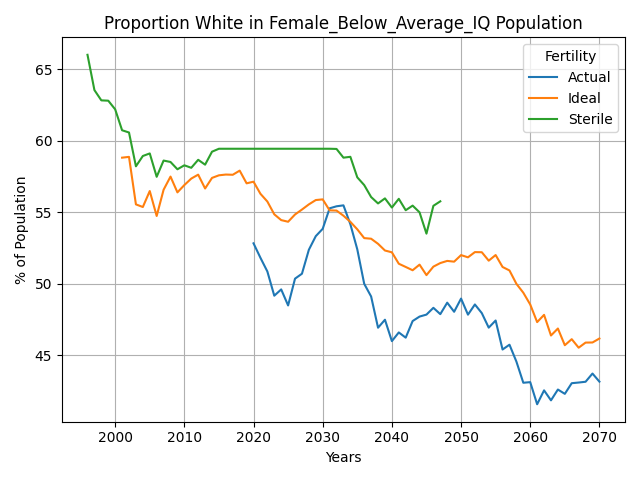 Proportion White in Female_Below_Average_IQ Population
Fertility
Actual
Ideal
Sterile
% of Population
65
60
55
50
45
2000
2010
2020
2030
2040
2050
2060
2070
Years